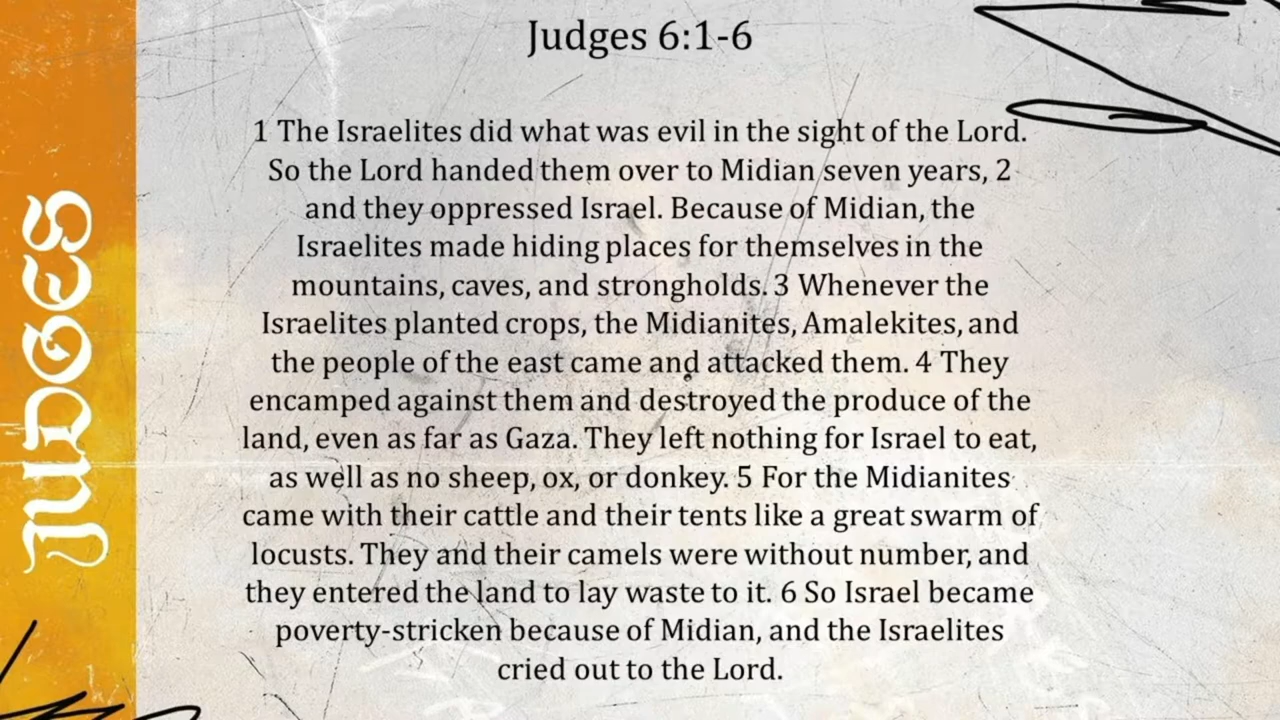 Judges 6:1-6
1 The Israelites did what was evil in the sight of the Lord.
So the Lord handed them over to Midian seven years, 2
and they oppressed Israel. Because of Midian, the
Israelites made hiding places for themselves in the
mountains, caves, and strongholds. 3 Whenever the
Israelites planted crops, the Midianites, Amalekites, and
the people of the east came and attacked them. 4 They
encamped against them and destroyed the produce of the
land, even as far as Gaza. They left nothing for Israel to eat,
as well as no sheep, ox, or donkey. 5 For the Midianites
came with their cattle and their tents like a great swarm of
locusts. They and their camels were without number, and
they entered the land to lay waste to it. 6 So Israel became
poverty-stricken because of Midian, and the Israelites
cried out to the Lord.
JUDGES